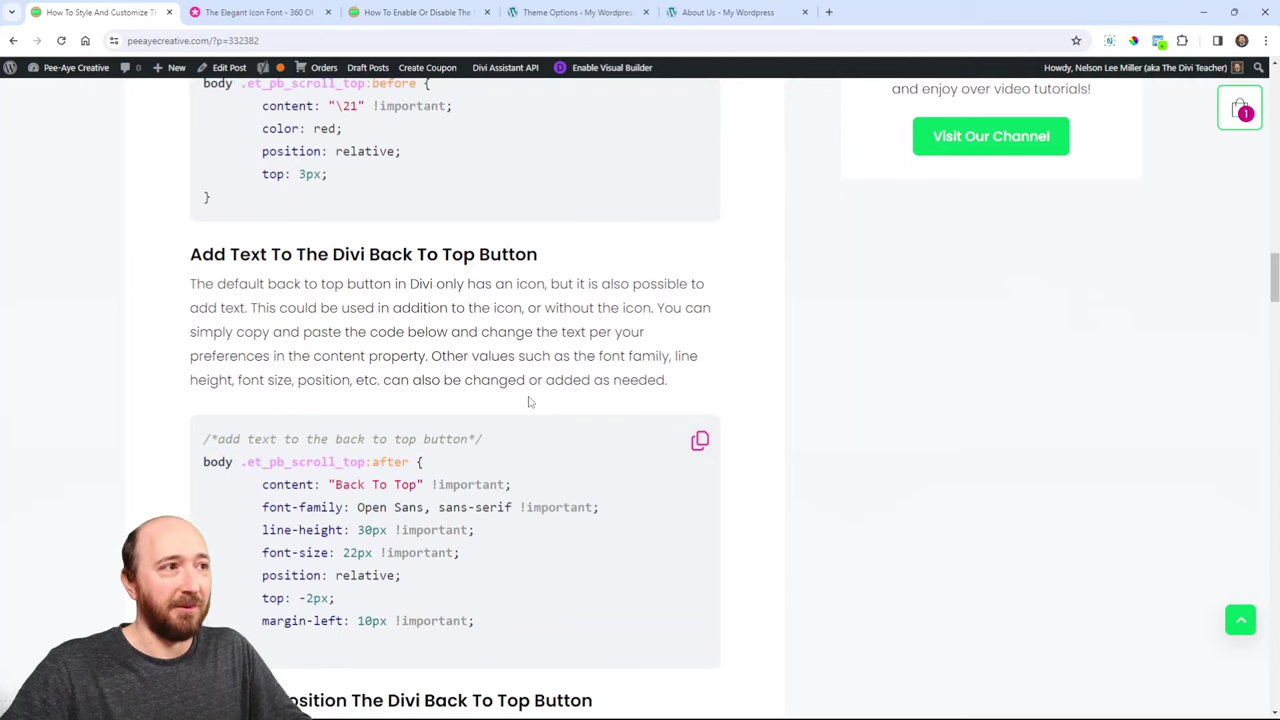 How To Style And Customize Th
The Elegant Icon Font - 360 Of
How To Enable Or Disable The
Theme Options - My Wordpress
About Us - My Wordpress
peeayecreative.com/?p=332382
Pee-Aye Creative
0
New
Edit Post
Orders
Draft Posts
Create Coupon
Divi Assistant API
Enable Visual Builder
Howdy, Nelson Lee Miller (aka The Divi Teacher)
body .et_pb_scroll_top:before {
content: "\21" !important;
color: red;
position: relative;
top: 3px;
}
and enjoy over video tutorials!
Visit Our Channel
1
Add Text To The Divi Back To Top Button
The default back to top button in Divi only has an icon, but it is also possible to
add text. This could be used in addition to the icon, or without the icon. You can
simply copy and paste the code below and change the text per your
preferences in the content property. Other values such as the font family, line
height, font size, position, etc. can also be changed or added as needed.
/*add text to the back to top button*/
body .et_pb_scroll_top:after {
content: "Back To Top" !important;
font-family: Open Sans, sans-serif !important;
line-height: 30px !important;
font-size: 22px !important;
position: relative;
top: -2px;
margin-left: 10px !important;
osition The Divi Back To Top Button